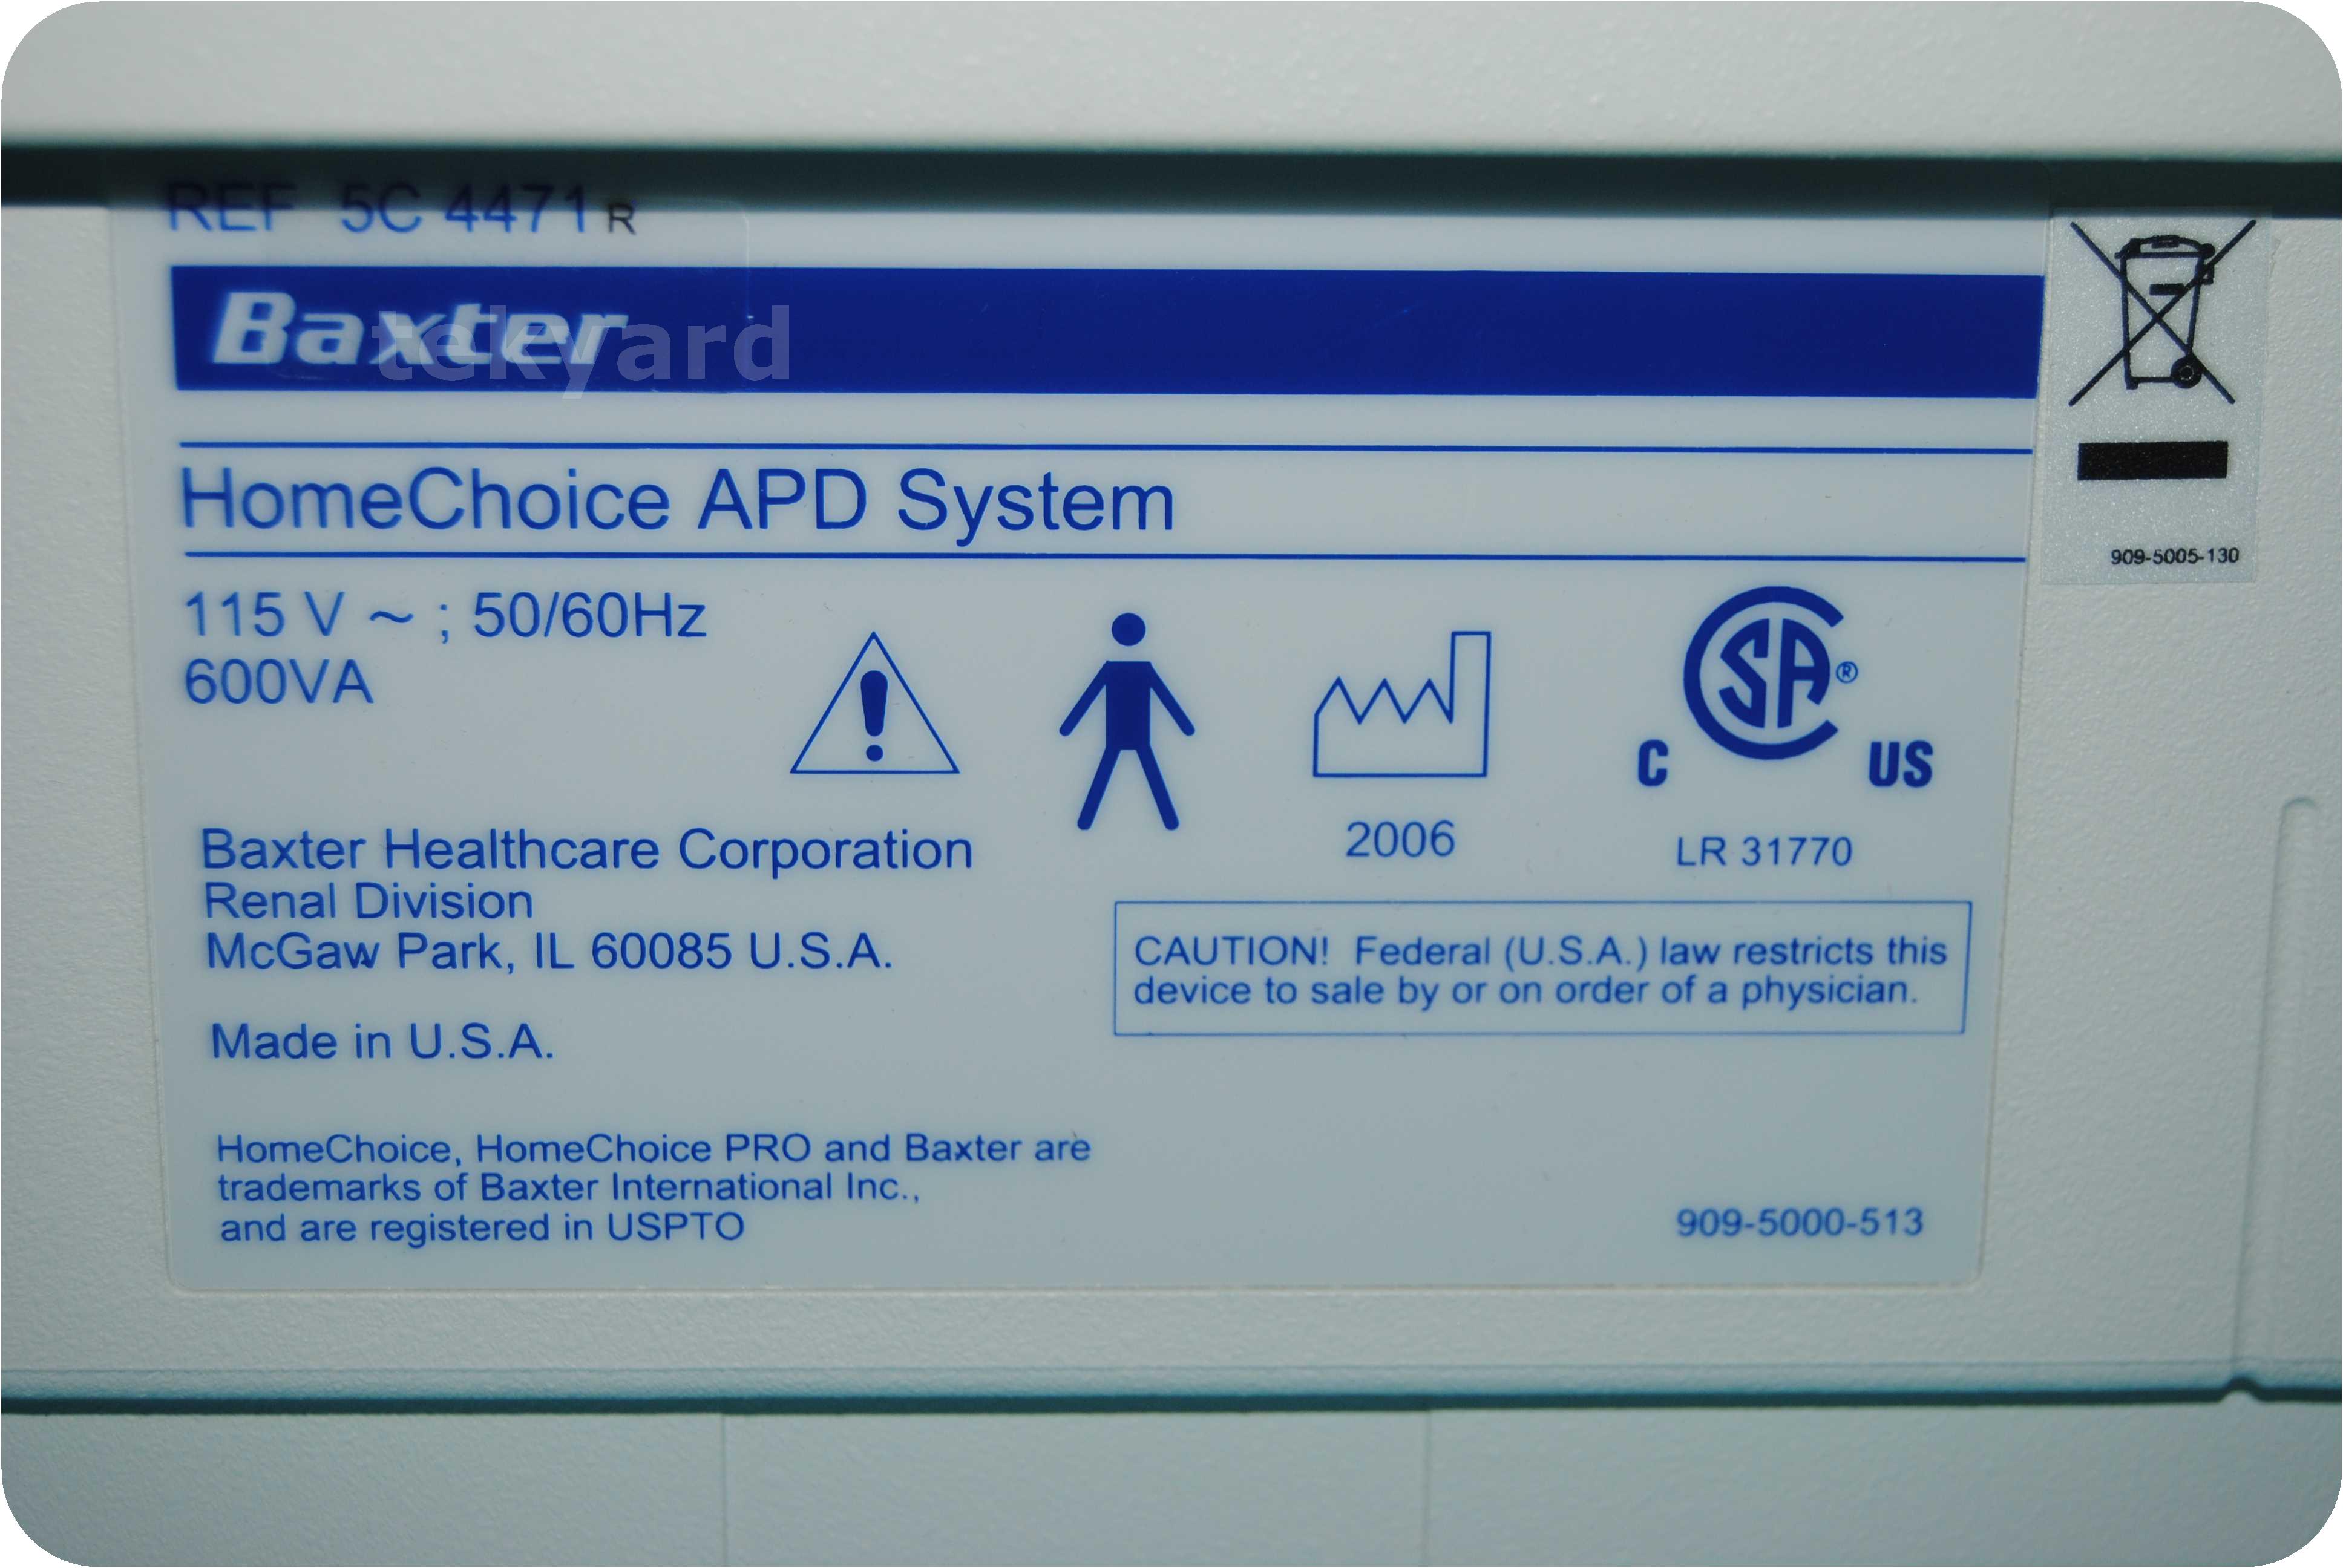 REF 5C 4471 R
Baxter
tekyard
HomeChoice APD System
115 V ~ ; 50/60Hz
600VA
SA ®
C US
2006
LR 31770
Baxter Healthcare Corporation
Renal Division
McGaw Park, IL 60085 U.S.A.
Made in U.S.A.
CAUTION! Federal (U.S.A.) law restricts this
device to sale by or on order of a physician.
HomeChoice, HomeChoice PRO and Baxter are
trademarks of Baxter International Inc.,
and are registered in USPTO
909-5000-513
909-5005-130